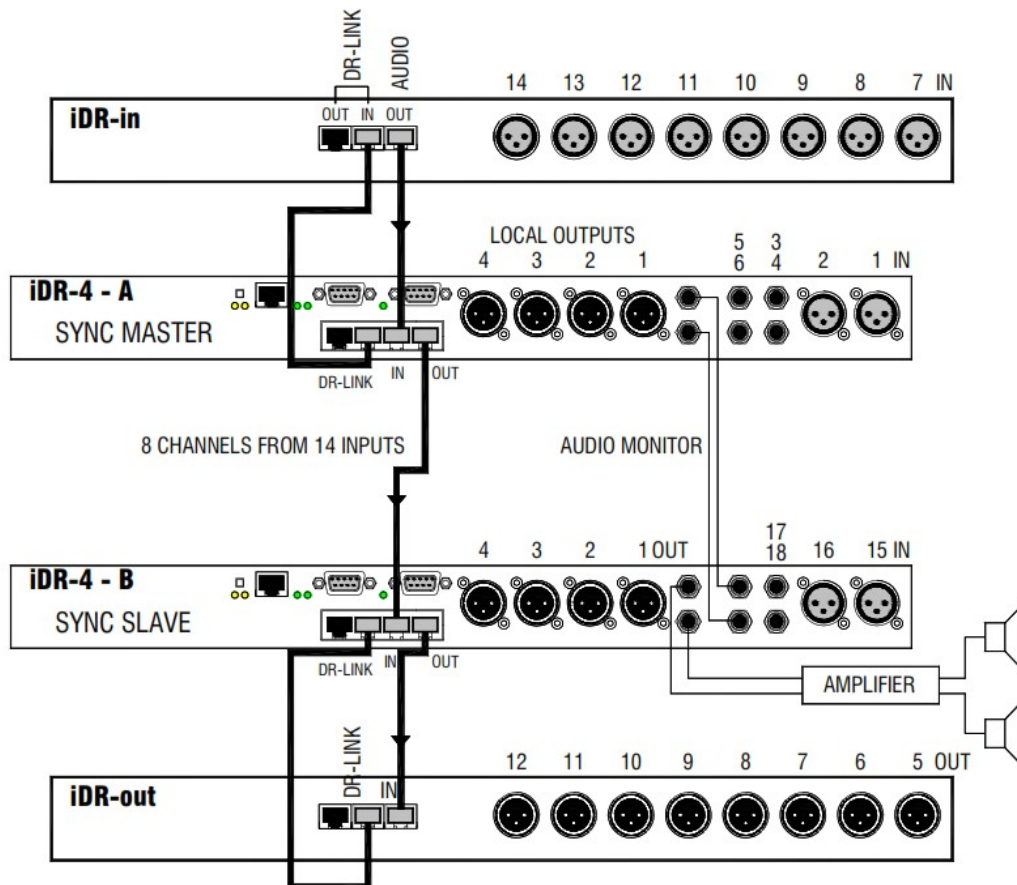 DR-LINK
AUDIO
OUT IN OUT
14 13 12 11 10 9 8 7 IN
iDR-in
LOCAL OUTPUTS
4 3 2 1
5 3
6 4
2 1 IN
iDR-4 - A
SYNC MASTER
DR-LINK IN OUT
8 CHANNELS FROM 14 INPUTS
AUDIO MONITOR
4 3 2 1 OUT
17
18
16 15 IN
iDR-4 - B
SYNC SLAVE
DR-LINK IN OUT
AMPLIFIER
DR-LINK
IN
12 11 10 9 8 7 6 5 OUT
iDR-out